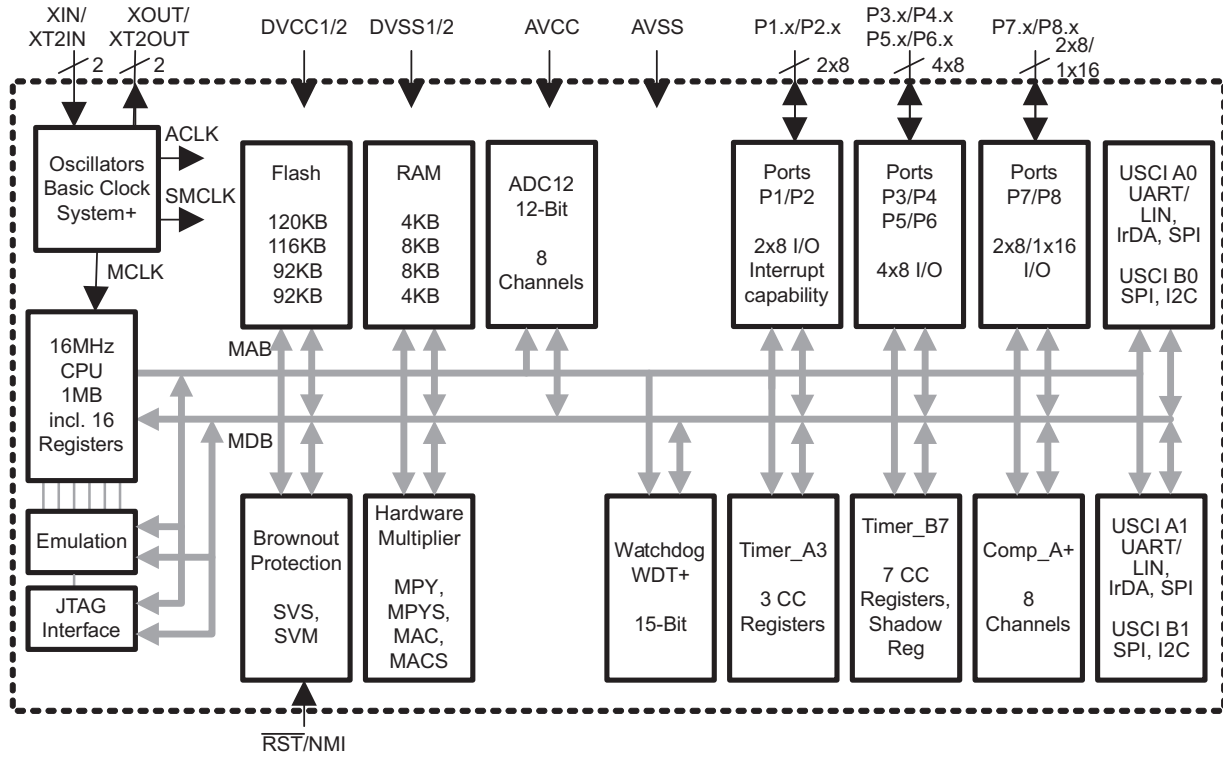 XIN/
XT2IN
XOUT/
XT2OUT
DVCC1/2
DVSS1/2
AVCC
AVSS
P1.x/P2.x
P3.x/P4.x
P5.x/P6.x
P7.x/P8.x
2
2
2x8
4x8
2x8/
1x16
Oscillators
Basic Clock
System+
ACLK
SMCLK
MCLK
Flash
120KB
116KB
92KB
92KB
RAM
4KB
8KB
8KB
4KB
ADC12
12-Bit
8
Channels
Ports
P1/P2
2x8 I/O
Interrupt
capability
Ports
P3/P4
P5/P6
4x8 I/O
Ports
P7/P8
2x8/1x16
I/O
USCI A0
UART/
LIN,
IrDA, SPI
USCI B0
SPI, I2C
16MHz
CPU
1MB
incl. 16
Registers
MAB
MDB
Emulation
JTAG
Interface
Brownout
Protection
SVS,
SVM
Hardware
Multiplier
MPY,
MPYS,
MAC,
MACS
Watchdog
WDT+
15-Bit
Timer_A3
3 CC
Registers
Timer_B7
7 CC
Registers,
Shadow
Reg
Comp_A+
8
Channels
USCI A1
UART/
LIN,
IrDA, SPI
USCI B1
SPI, I2C
RST/NMI